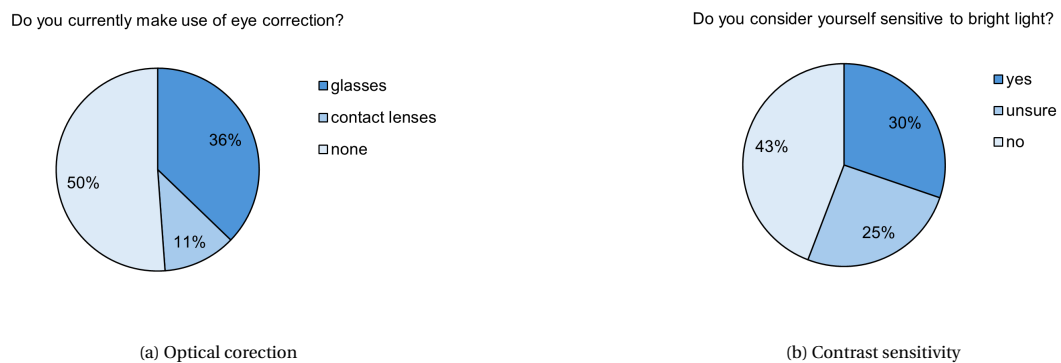 Do you currently make use of eye correction?
glasses
contact lenses
none
36%
50%
11%
(a) Optical corection
Do you consider yourself sensitive to bright light?
yes
unsure
no
30%
43%
25%
(b) Contrast sensitivity